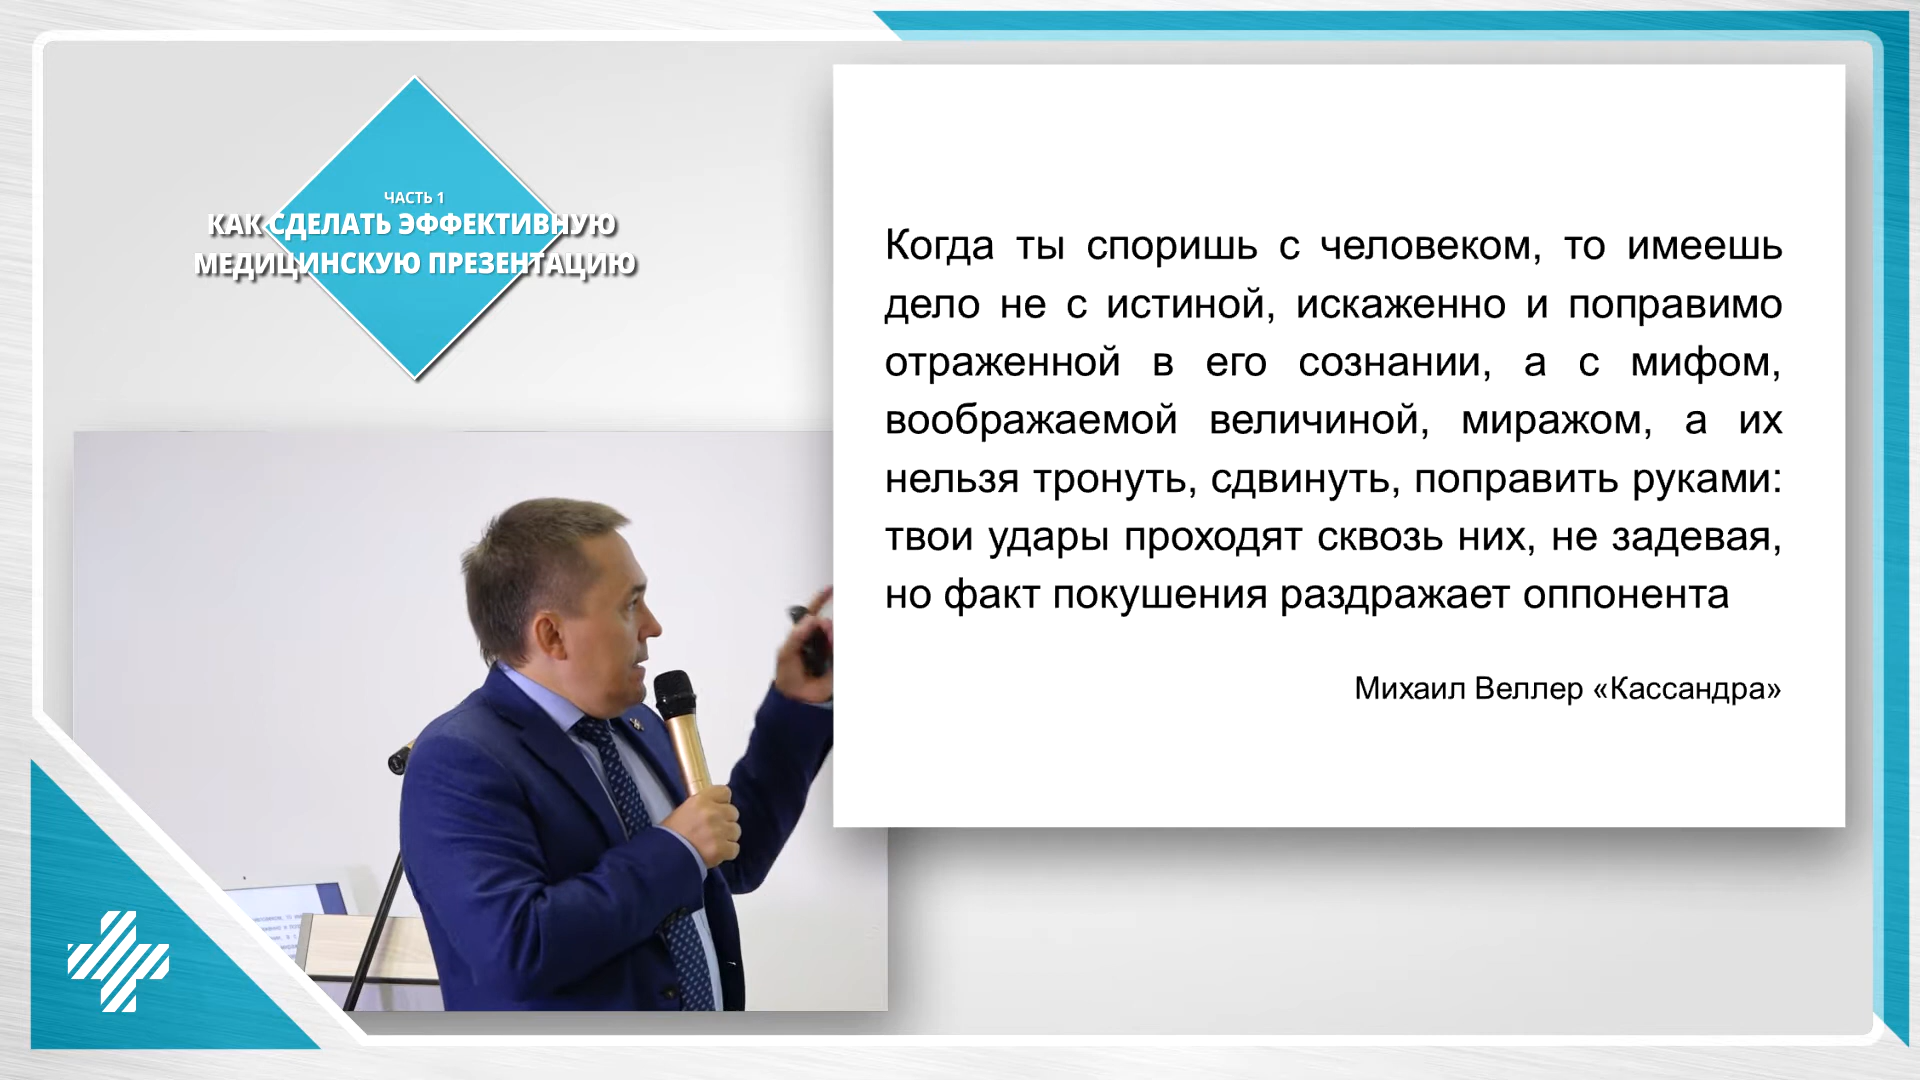 ЧАСТЬ 1
КАК СДЕЛАТЬ ЭФФЕКТИВНУЮ
МЕДИЦИНСКУЮ ПРЕЗЕНТАЦИЮ
Когда ты споришь с человеком, то имеешь
дело не с истиной, искаженно и поправимо
отраженной в его сознании, а с мифом,
воображаемой величиной, миражом, а их
нельзя тронуть, сдвинуть, поправить руками:
твои удары проходят сквозь них, не задевая,
но факт покушения раздражает оппонента
Михаил Веллер «Кассандра»